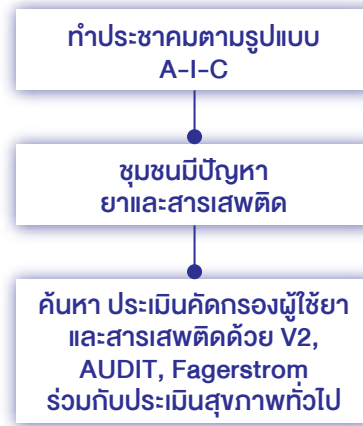 ทำประชาคมตามรูปแบบ
A-I-C
ชุมชนมีปัญหา
ยาและสารเสพติด
ค้นหา ประเมินคัดกรองผู้ใช้ยา
และสารเสพติดด้วย V2,
AUDIT, Fagerstrom
ร่วมกับประเมินสุขภาพทั่วไป